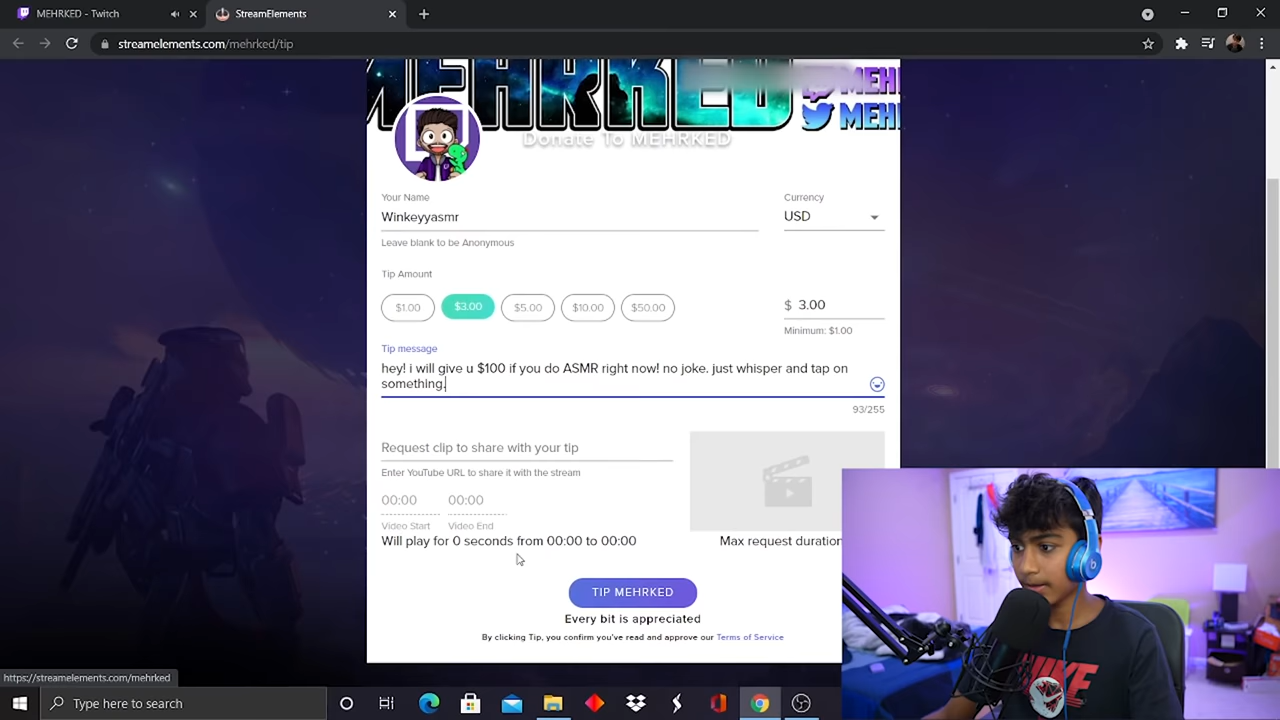 MEHRKED - Twitch
StreamElements
streamelements.com/mehrked/tip
MEHRKED
Donate To MEHRKED
Your Name
Currency
Winkeyyasmr
USD
Leave blank to be Anonymous
Tip Amount
$1.00
$3.00
$5.00
$10.00
$50.00
$ 3.00
Minimum: $1.00
Tip message
hey! i will give u $100 if you do ASMR right now! no joke. just whisper and tap on
something.
93/255
Request clip to share with your tip
Enter YouTube URL to share it with the stream
00:00 00:00
Video Start Video End
Will play for 0 seconds from 00:00 to 00:00
Max request duration
TIP MEHRKED
Every bit is appreciated
By clicking Tip, you confirm you've read and approve our Terms of Service
https://streamelements.com/mehrked
Type here to search